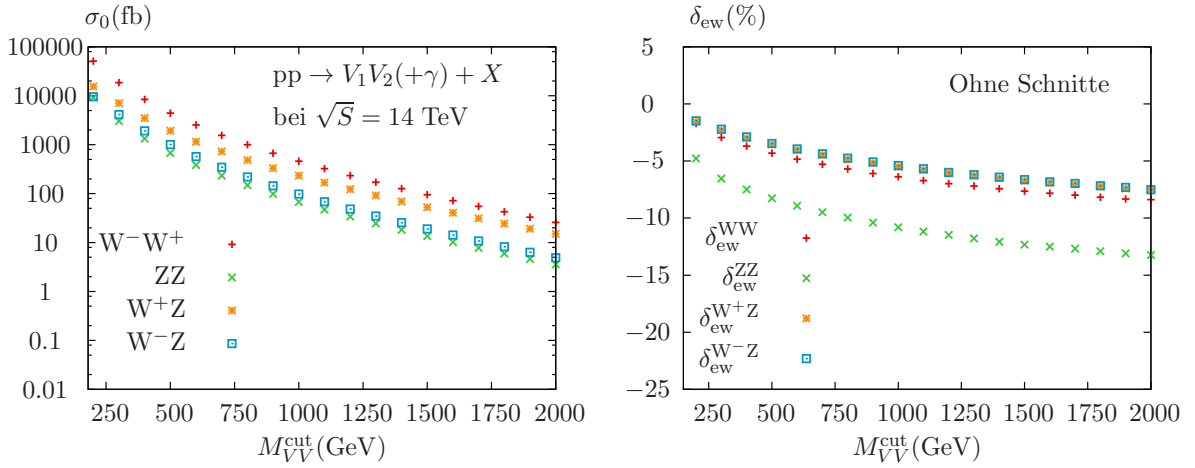 σ₀(fb)
100000
10000
1000
100
10
1
0.1
0.01
pp → V₁V₂(+γ) + X
bei √S = 14 TeV
W⁻W⁺
ZZ
W⁺Z
W⁻Z
250 500 750 1000 1250 1500 1750 2000
M_VV^cut(GeV)
δ_ew(%)
5
0
−5
−10
−15
−20
−25
Ohne Schnitte
δ_ew^WW
δ_ew^ZZ
δ_ew^W⁺Z
δ_ew^W⁻Z
250 500 750 1000 1250 1500 1750 2000
M_VV^cut(GeV)